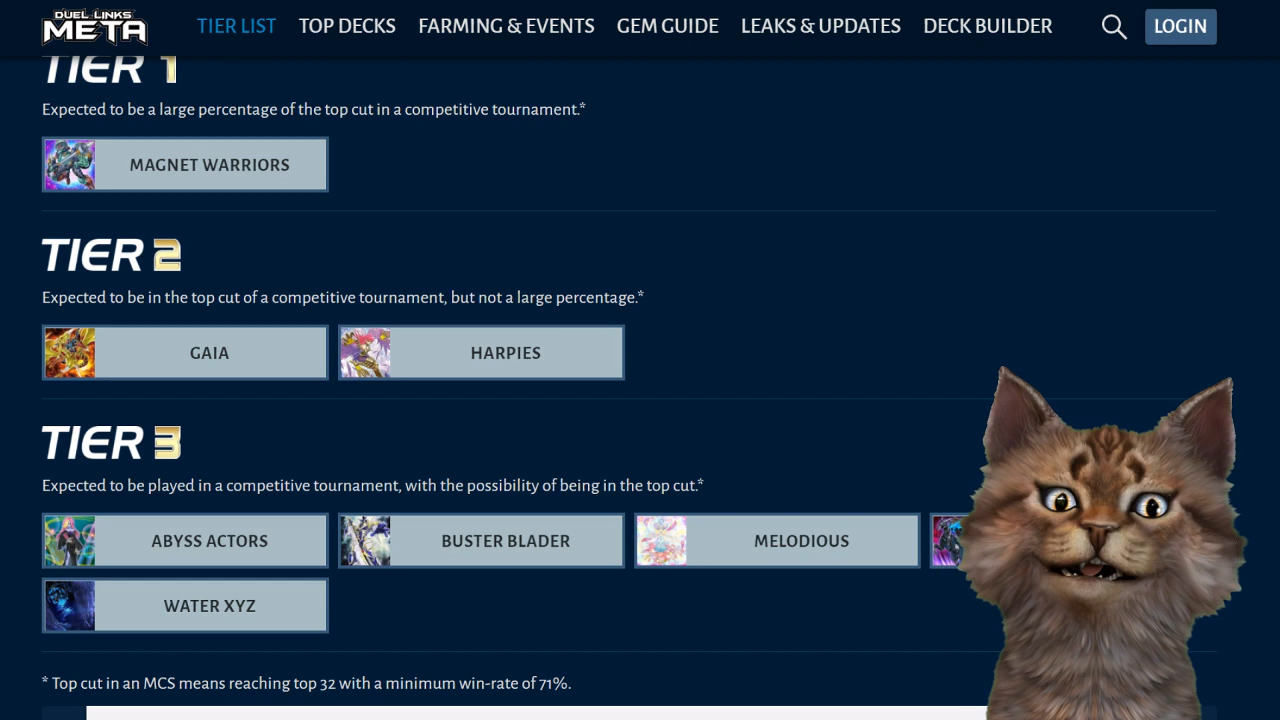 DUEL LINKS
META
TIER LIST TOP DECKS FARMING & EVENTS GEM GUIDE LEAKS & UPDATES DECK BUILDER LOGIN
TIER 1
Expected to be a large percentage of the top cut in a competitive tournament.*
MAGNET WARRIORS
TIER 2
Expected to be in the top cut of a competitive tournament, but not a large percentage.*
GAIA HARPIES
TIER 3
Expected to be played in a competitive tournament, with the possibility of being in the top cut.*
ABYSS ACTORS BUSTER BLADER MELODIOUS
WATER XYZ
* Top cut in an MCS means reaching top 32 with a minimum win-rate of 71%.